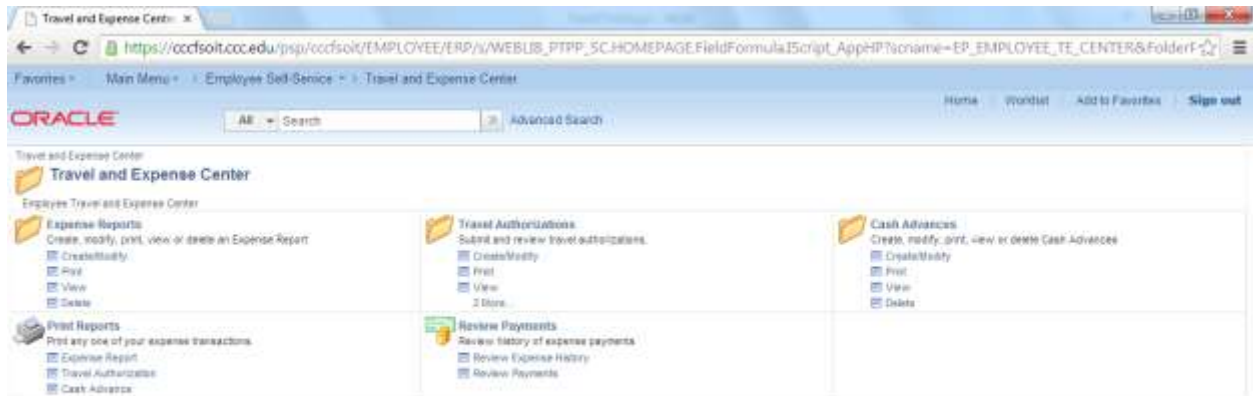 Travel and Expense Cente ×
https://cccfsoit.ccc.edu/psp/cccfsoit/EMPLOYEE/ERP/s/WEBLIB_PTPP_SC.HOMEPAGE.FieldFormula.IScript_AppHP?scname=EP_EMPLOYEE_TE_CENTER&FolderF
Favorites Main Menu Employee Self-Service Travel and Expense Center
Home Worklist Add to Favorites Sign out
ORACLE All Search Advanced Search
Travel and Expense Center
Travel and Expense Center
Employee Travel and Expense Center
Expense Reports
Create, modify, print, view or delete an Expense Report
Create/Modify
Print
View
Delete
Travel Authorizations
Submit and review travel authorizations.
Create/Modify
Print
View
2 More...
Cash Advances
Create, modify, print, view or delete Cash Advances
Create/Modify
Print
View
Delete
Print Reports
Print any one of your expense transactions.
Expense Report
Travel Authorization
Cash Advance
Review Payments
Review history of expense payments
Review Expense History
Review Payments